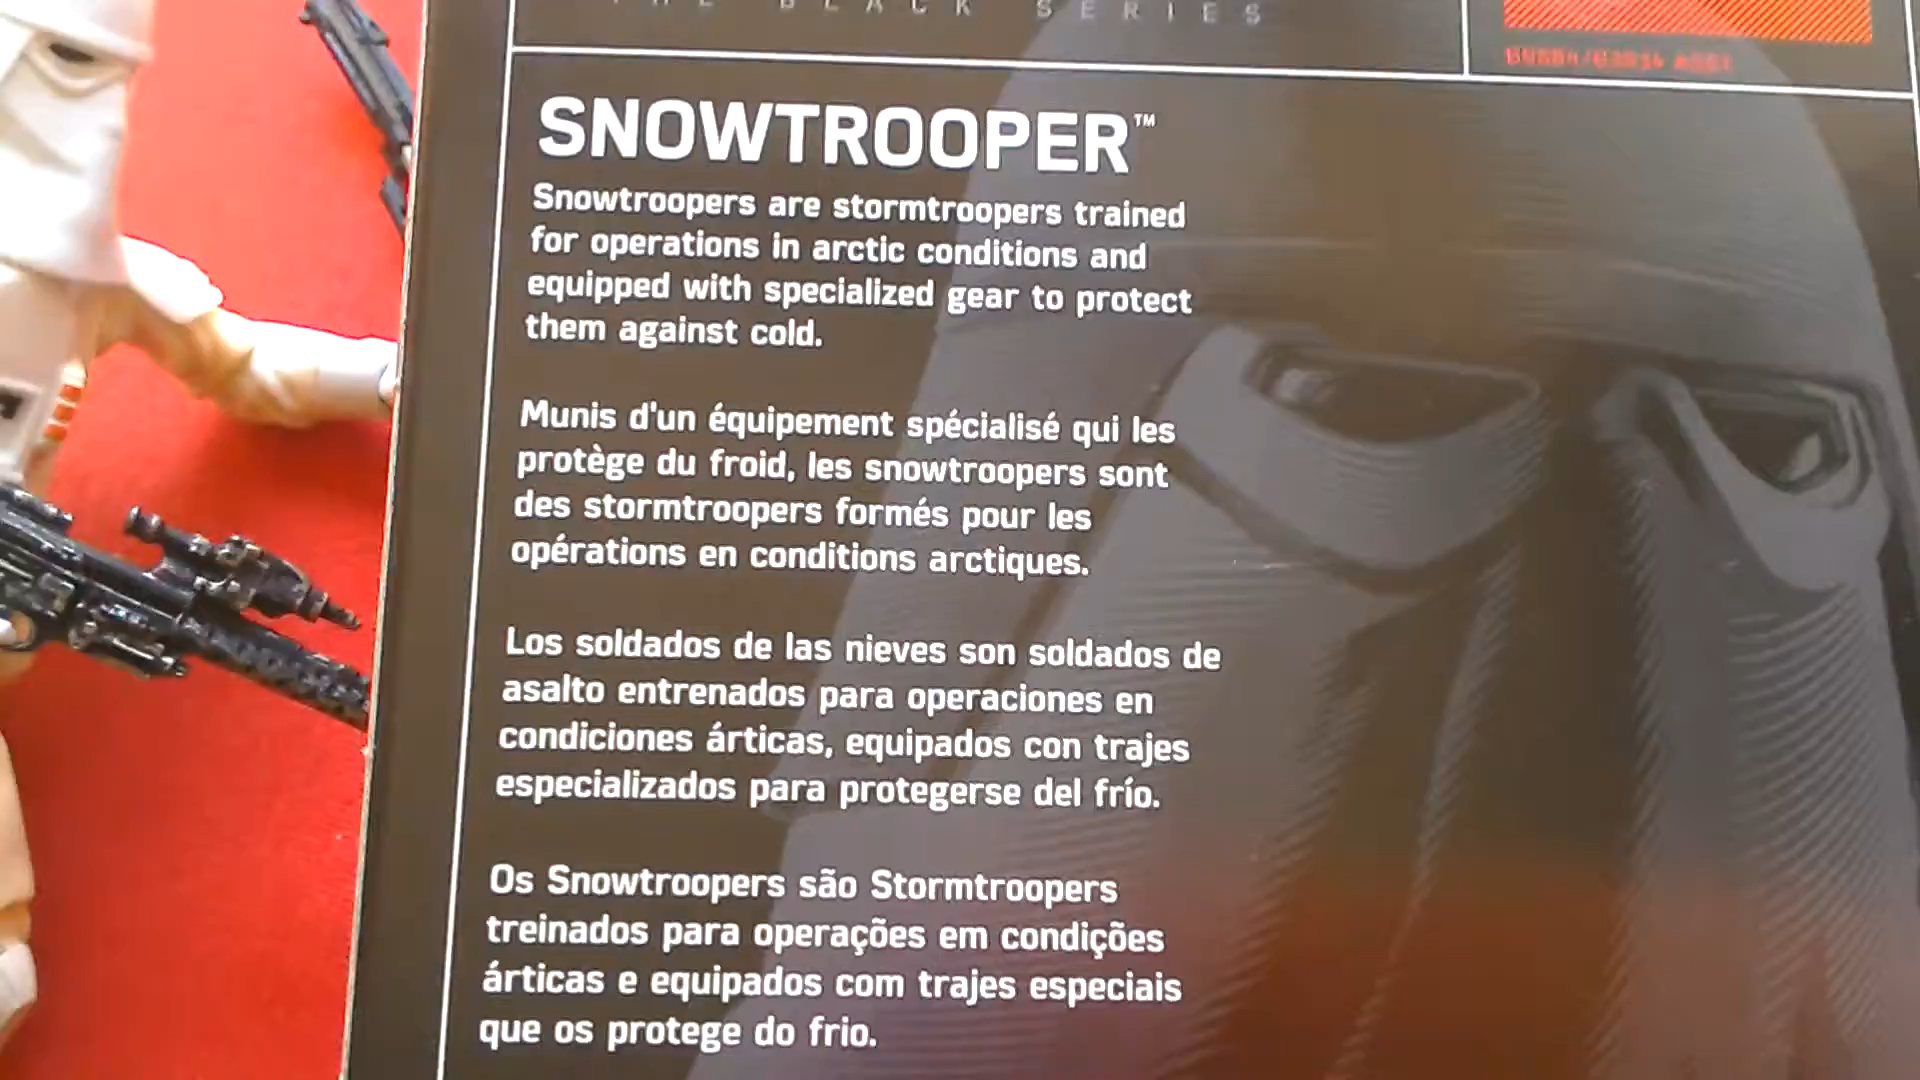 THE BLACK SERIES
SNOWTROOPER™
Snowtroopers are stormtroopers trained
for operations in arctic conditions and
equipped with specialized gear to protect
them against cold.
Munis d'un équipement spécialisé qui les
protège du froid, les snowtroopers sont
des stormtroopers formés pour les
opérations en conditions arctiques.
Los soldados de las nieves son soldados de
asalto entrenados para operaciones en
condiciones árticas, equipados con trajes
especializados para protegerse del frío.
Os Snowtroopers são Stormtroopers
treinados para operações em condições
árticas e equipados com trajes especiais
que os protege do frio.